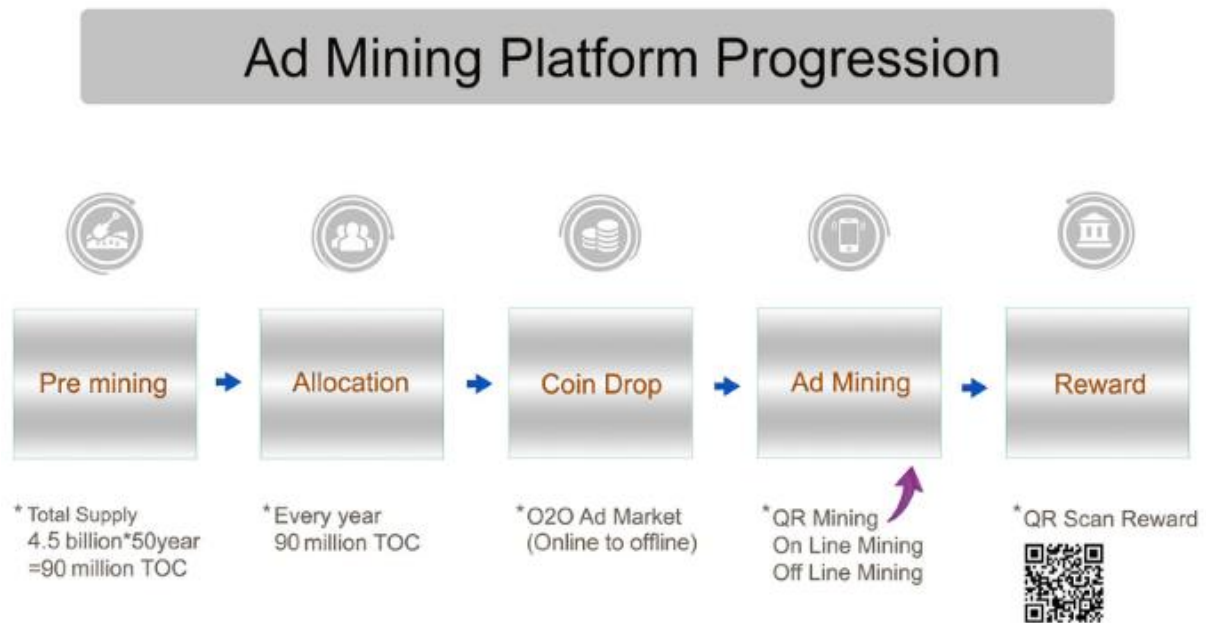 Ad Mining Platform Progression
Pre mining
Allocation
Coin Drop
Ad Mining
Reward
* Total Supply
4.5 billion*50year
=90 million TOC
* Every year
90 million TOC
* O2O Ad Market
(Online to offline)
* QR Mining
On Line Mining
Off Line Mining
* QR Scan Reward